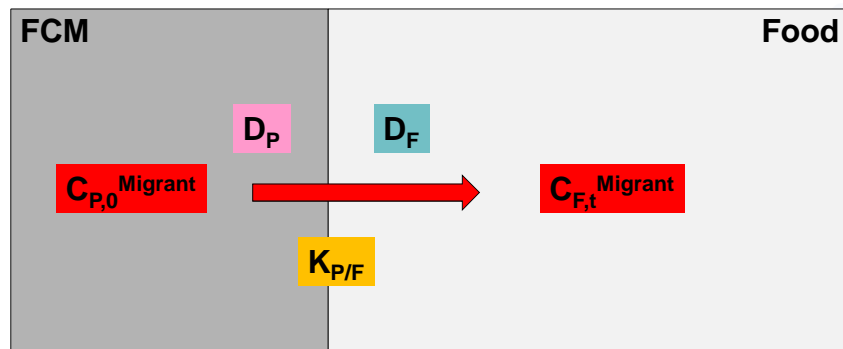 FCM
Food
D_P
D_F
C_P,0^Migrant
C_F,t^Migrant
K_P/F